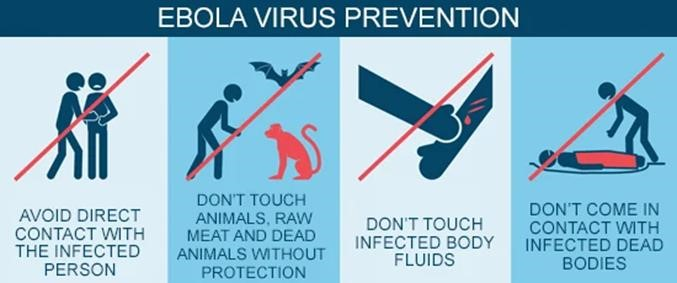 EBOLA VIRUS PREVENTION
AVOID DIRECT
CONTACT WITH
THE INFECTED
PERSON
DON'T TOUCH
ANIMALS, RAW
MEAT AND DEAD
ANIMALS WITHOUT
PROTECTION
DON'T TOUCH
INFECTED BODY
FLUIDS
DON'T COME IN
CONTACT WITH
INFECTED DEAD
BODIES